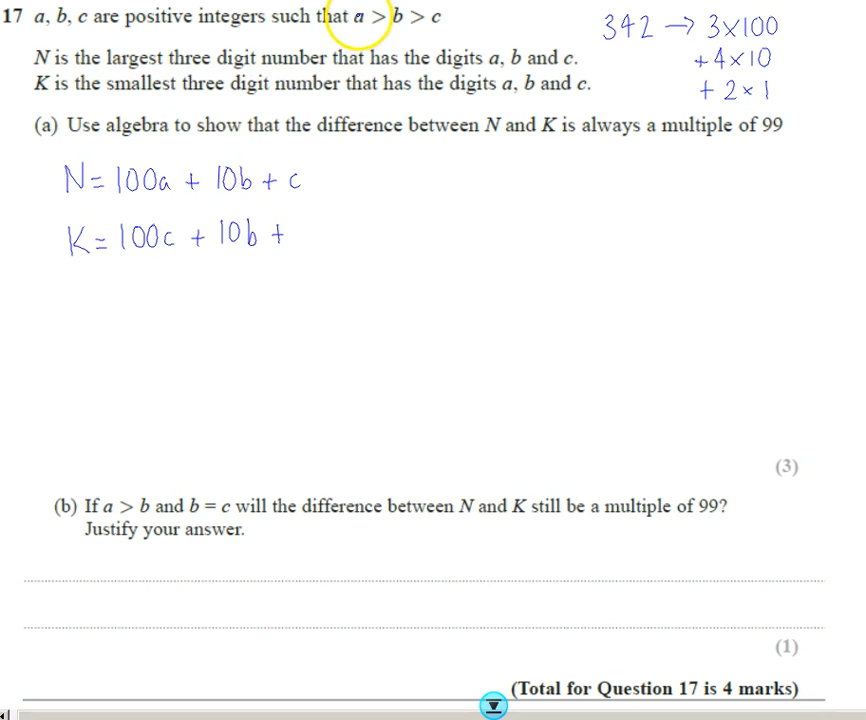 17 a, b, c are positive integers such that a > b > c
342 → 3×100
+ 4×10
+ 2×1
N is the largest three digit number that has the digits a, b and c.
K is the smallest three digit number that has the digits a, b and c.
(a) Use algebra to show that the difference between N and K is always a multiple of 99
N = 100a + 10b + c
K = 100c + 10b +
(3)
(b) If a > b and b = c will the difference between N and K still be a multiple of 99?
Justify your answer.
(1)
(Total for Question 17 is 4 marks)